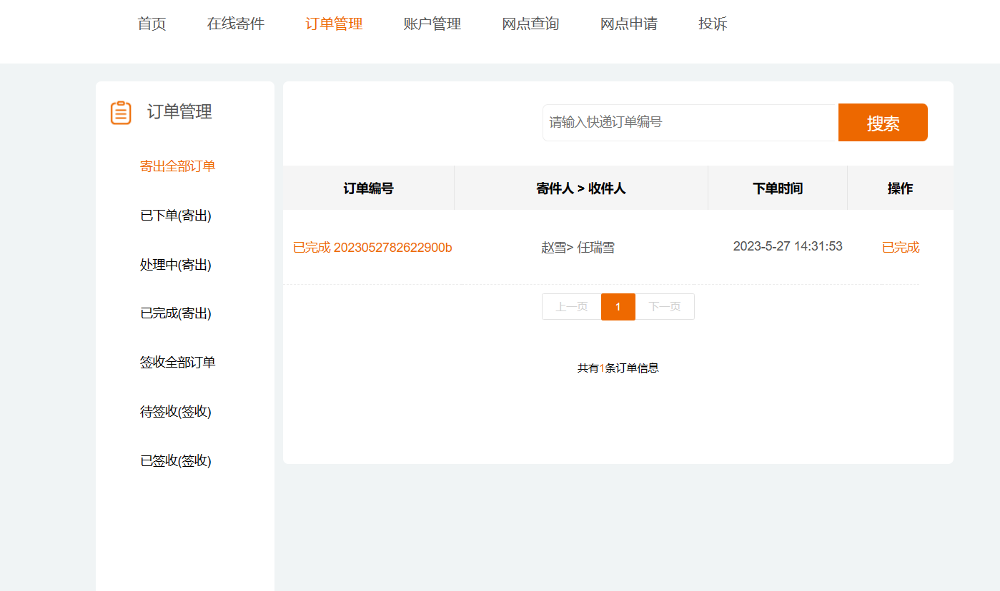 首页 在线寄件 订单管理 账户管理 网点查询 网点申请 投诉
订单管理
寄出全部订单
已下单(寄出)
处理中(寄出)
已完成(寄出)
签收全部订单
待签收(签收)
已签收(签收)
请输入快递订单编号 搜索
订单编号 寄件人 > 收件人 下单时间 操作
已完成 2023052782622900b 赵雪> 任瑞雪 2023-5-27 14:31:53 已完成
上一页 1 下一页
共有1条订单信息